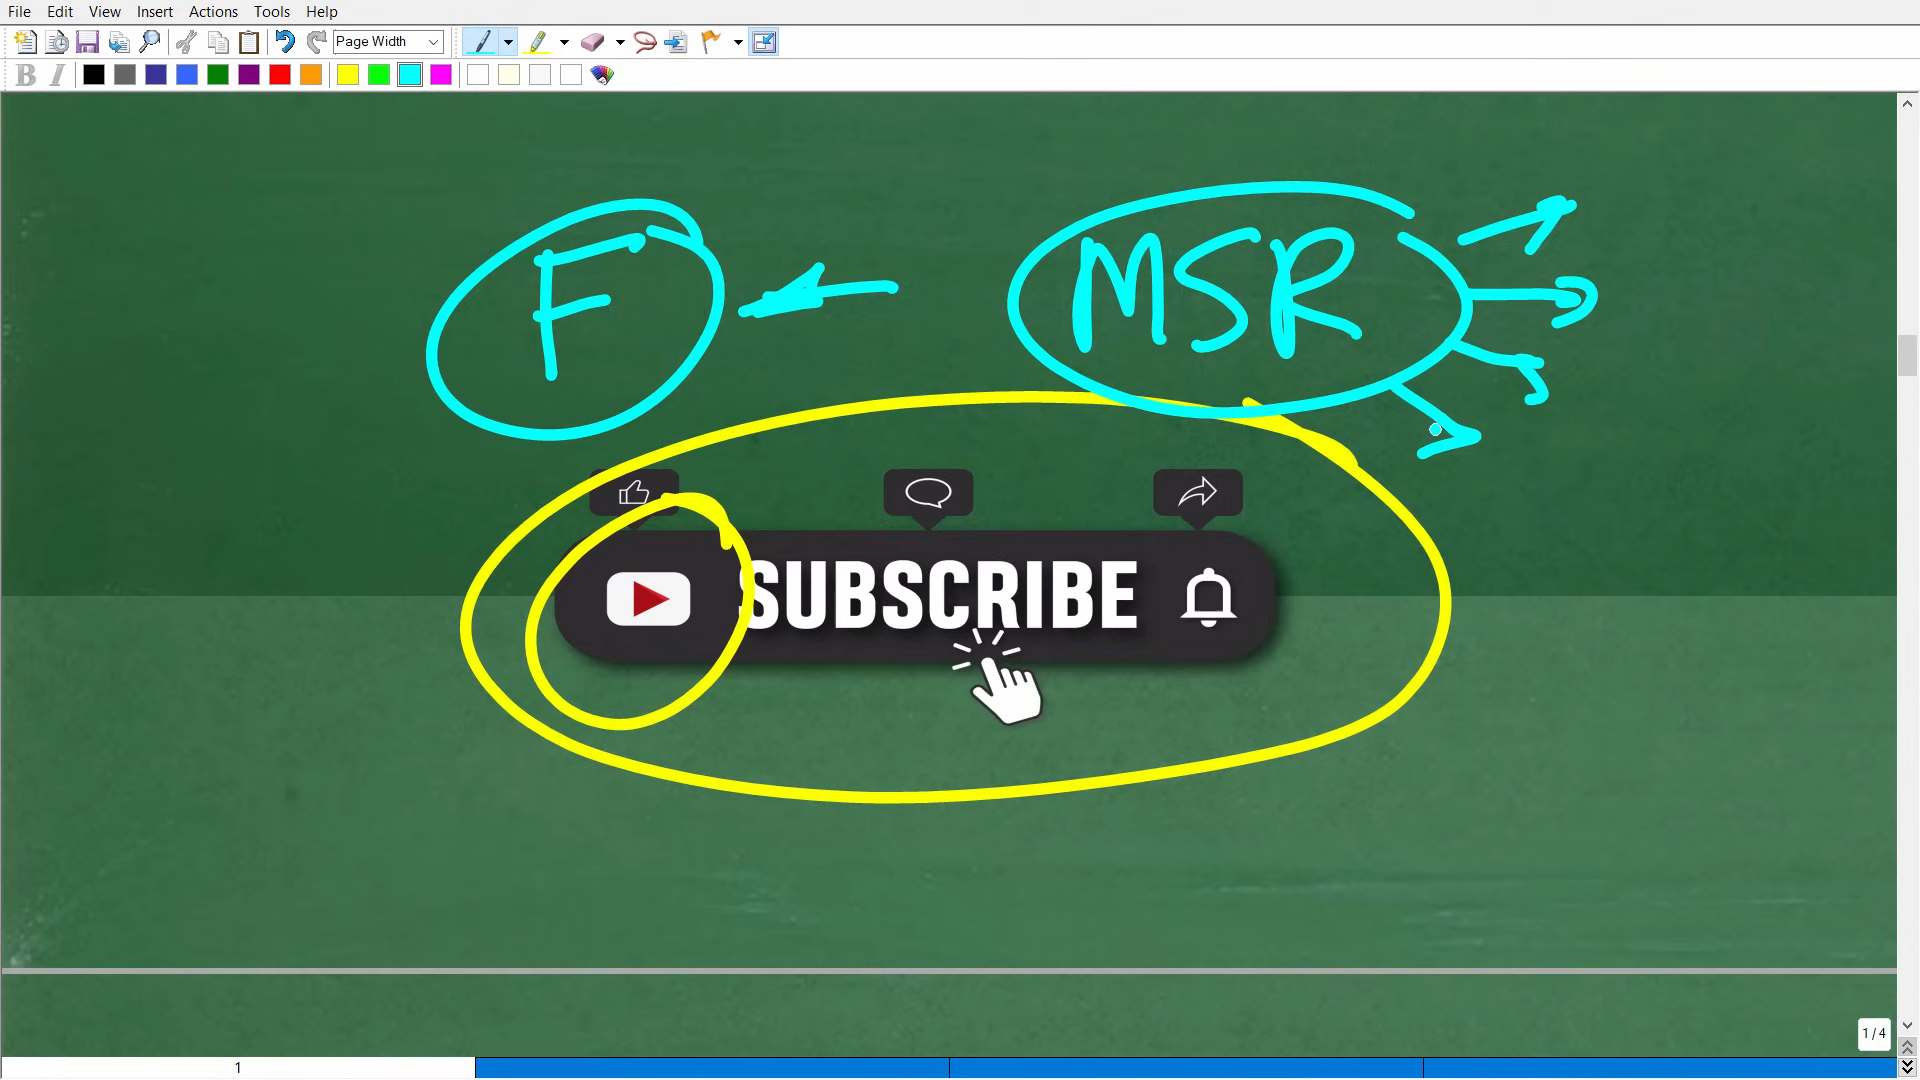 File Edit View Insert Actions Tools Help
Page Width
B I
F MSR
SUBSCRIBE
1 / 4
1